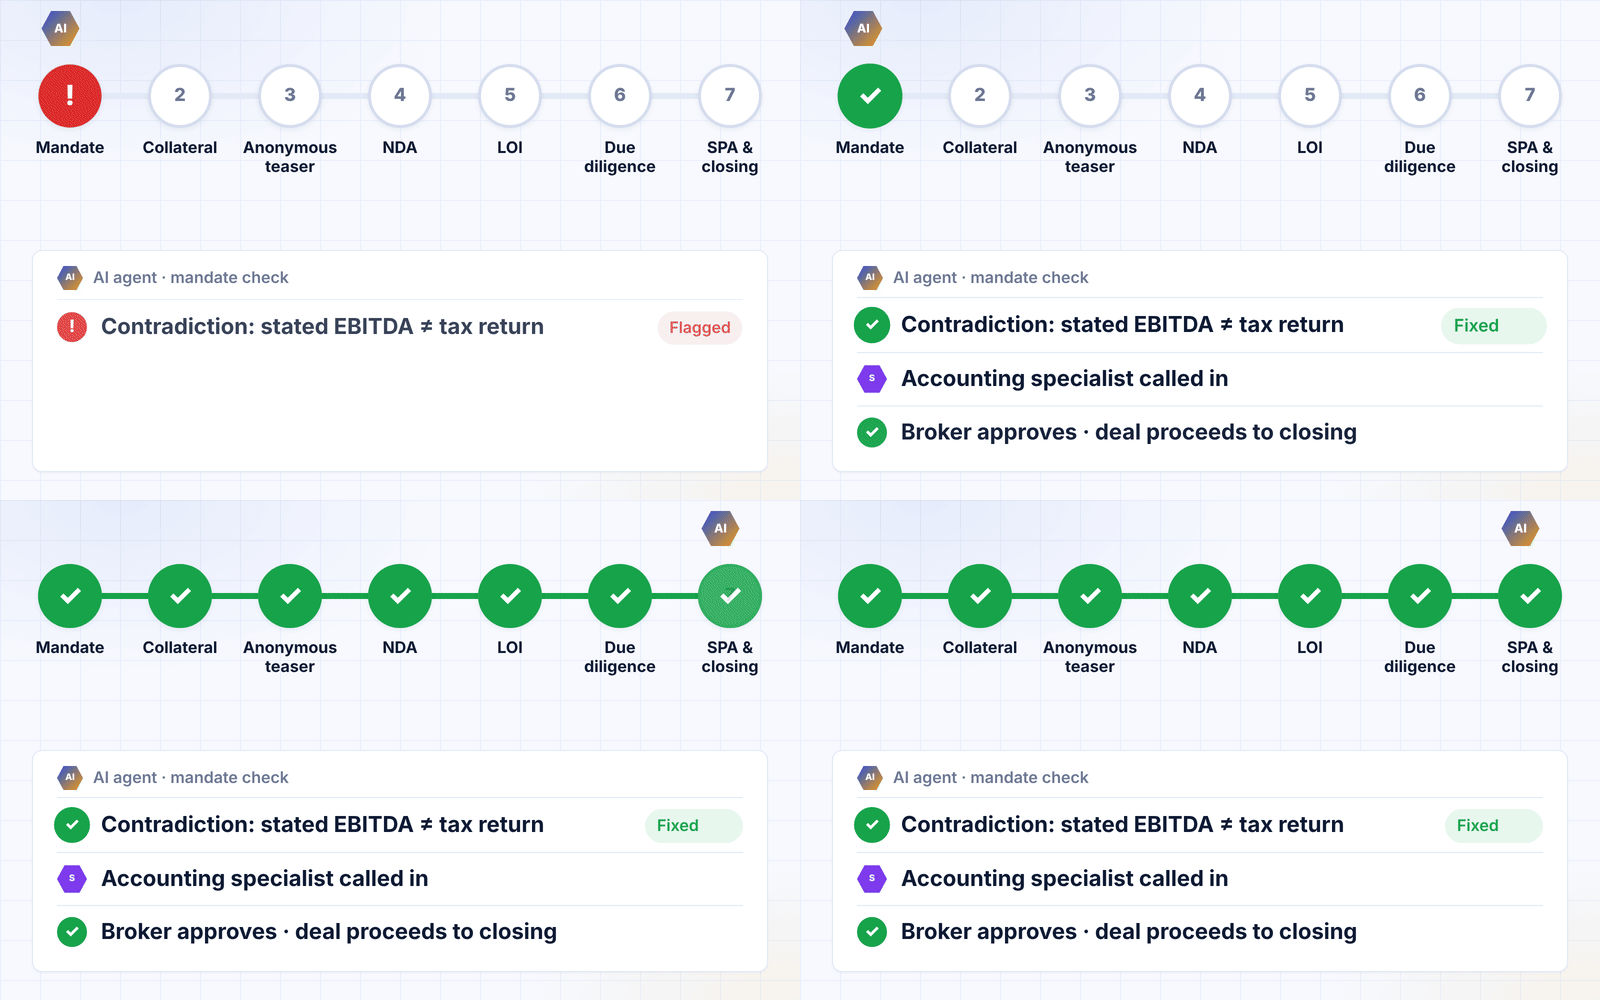 AI
!
2
3
4
5
6
7
Mandate
Collateral
Anonymous
teaser
NDA
LOI
Due
diligence
SPA &
closing
AI
AI agent · mandate check
!
Contradiction: stated EBITDA ≠ tax return
Flagged
AI
2
3
4
5
6
7
Mandate
Collateral
Anonymous
teaser
NDA
LOI
Due
diligence
SPA &
closing
AI
AI agent · mandate check
Contradiction: stated EBITDA ≠ tax return
Fixed
S
Accounting specialist called in
Broker approves · deal proceeds to closing
AI
Mandate
Collateral
Anonymous
teaser
NDA
LOI
Due
diligence
SPA &
closing
AI
AI agent · mandate check
Contradiction: stated EBITDA ≠ tax return
Fixed
S
Accounting specialist called in
Broker approves · deal proceeds to closing
AI
Mandate
Collateral
Anonymous
teaser
NDA
LOI
Due
diligence
SPA &
closing
AI
AI agent · mandate check
Contradiction: stated EBITDA ≠ tax return
Fixed
S
Accounting specialist called in
Broker approves · deal proceeds to closing